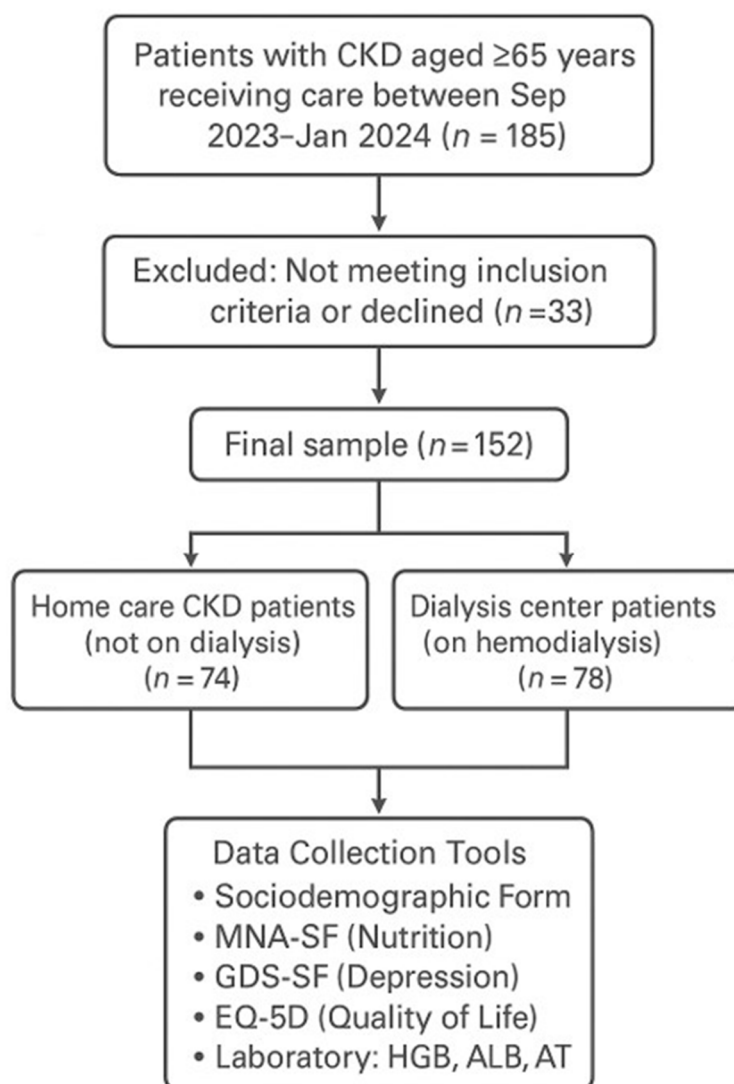 Patients with CKD aged ≥65 years
receiving care between Sep
2023–Jan 2024 (n = 185)
Excluded: Not meeting inclusion
criteria or declined (n=33)
Final sample (n=152)
Home care CKD patients
(not on dialysis)
(n = 74)
Dialysis center patients
(on hemodialysis)
(n = 78)
Data Collection Tools
• Sociodemographic Form
• MNA-SF (Nutrition)
• GDS-SF (Depression)
• EQ-5D (Quality of Life)
• Laboratory: HGB, ALB, AT